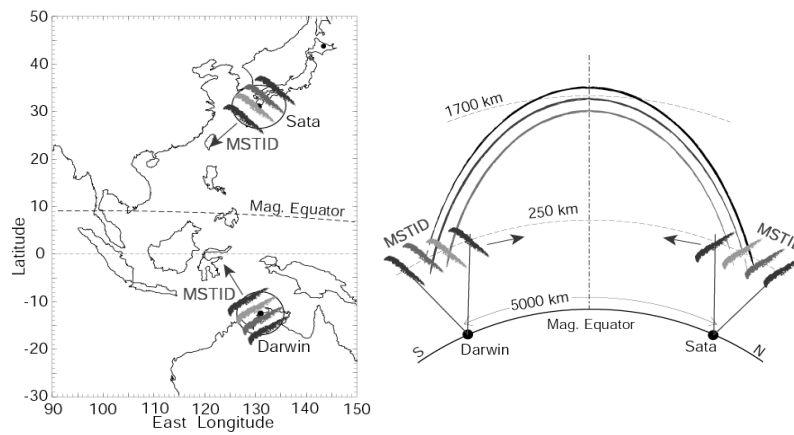 50
40
30
20
10
0
-10
-20
-30
Latitude
Sata
MSTID
Mag. Equator
MSTID
Darwin
90 100 110 120 130 140 150
East Longitude
1700 km
250 km
MSTID
MSTID
5000 km
Mag. Equator
S
Darwin
Sata
N